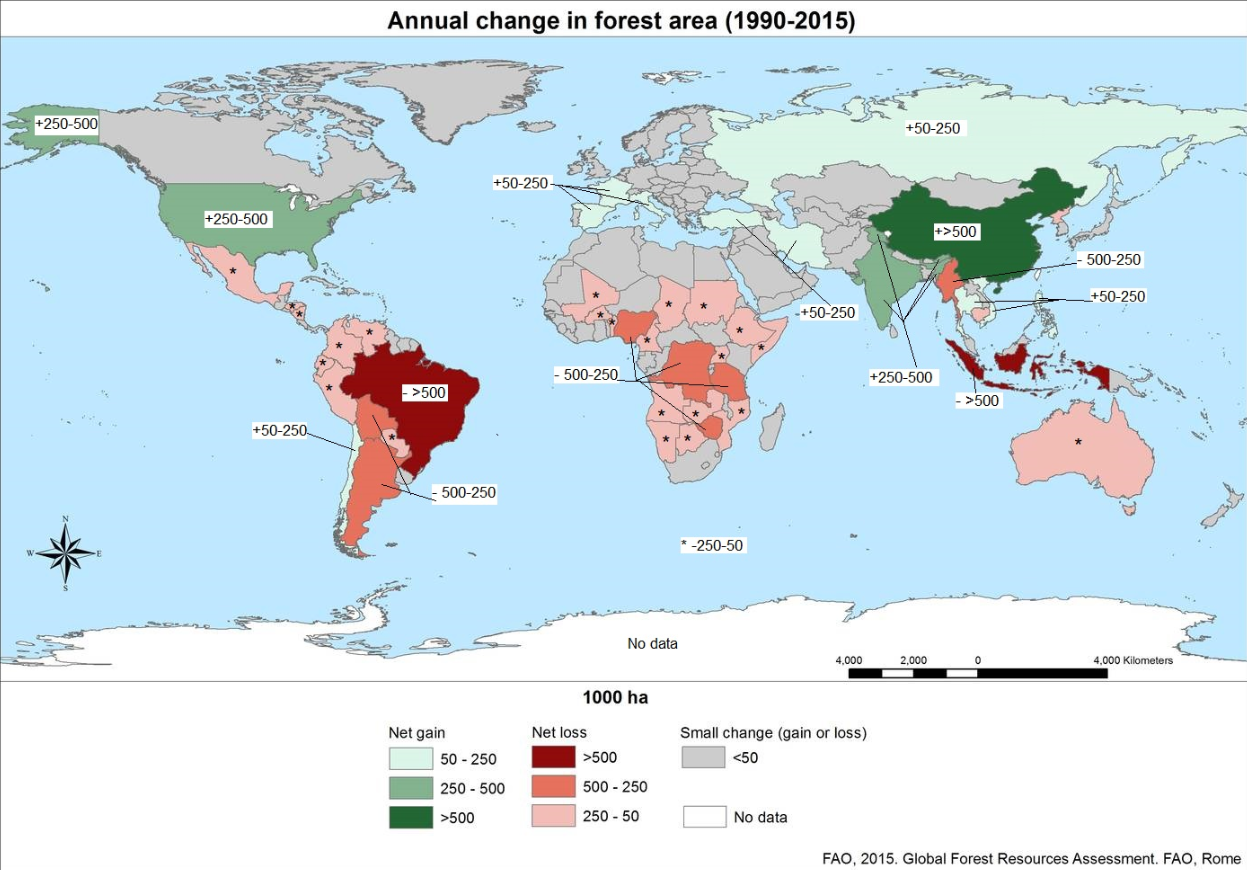 Annual change in forest area (1990-2015)
+250-500
+50-250
+50-250
+250-500
+>500
*
- 500-250
* *
+50-250
* * *
+50-250
* * *
* * *
- 500-250
+250-500
* * *
- >500
- >500
* * *
+50-250
* * *
*
- 500-250
N
W E
S
* -250-50
No data
4,000 2,000 0 4,000 Kilometers
1000 ha
Net gain
50 - 250
250 - 500
>500
Net loss
>500
500 - 250
250 - 50
Small change (gain or loss)
<50
No data
FAO, 2015. Global Forest Resources Assessment. FAO, Rome